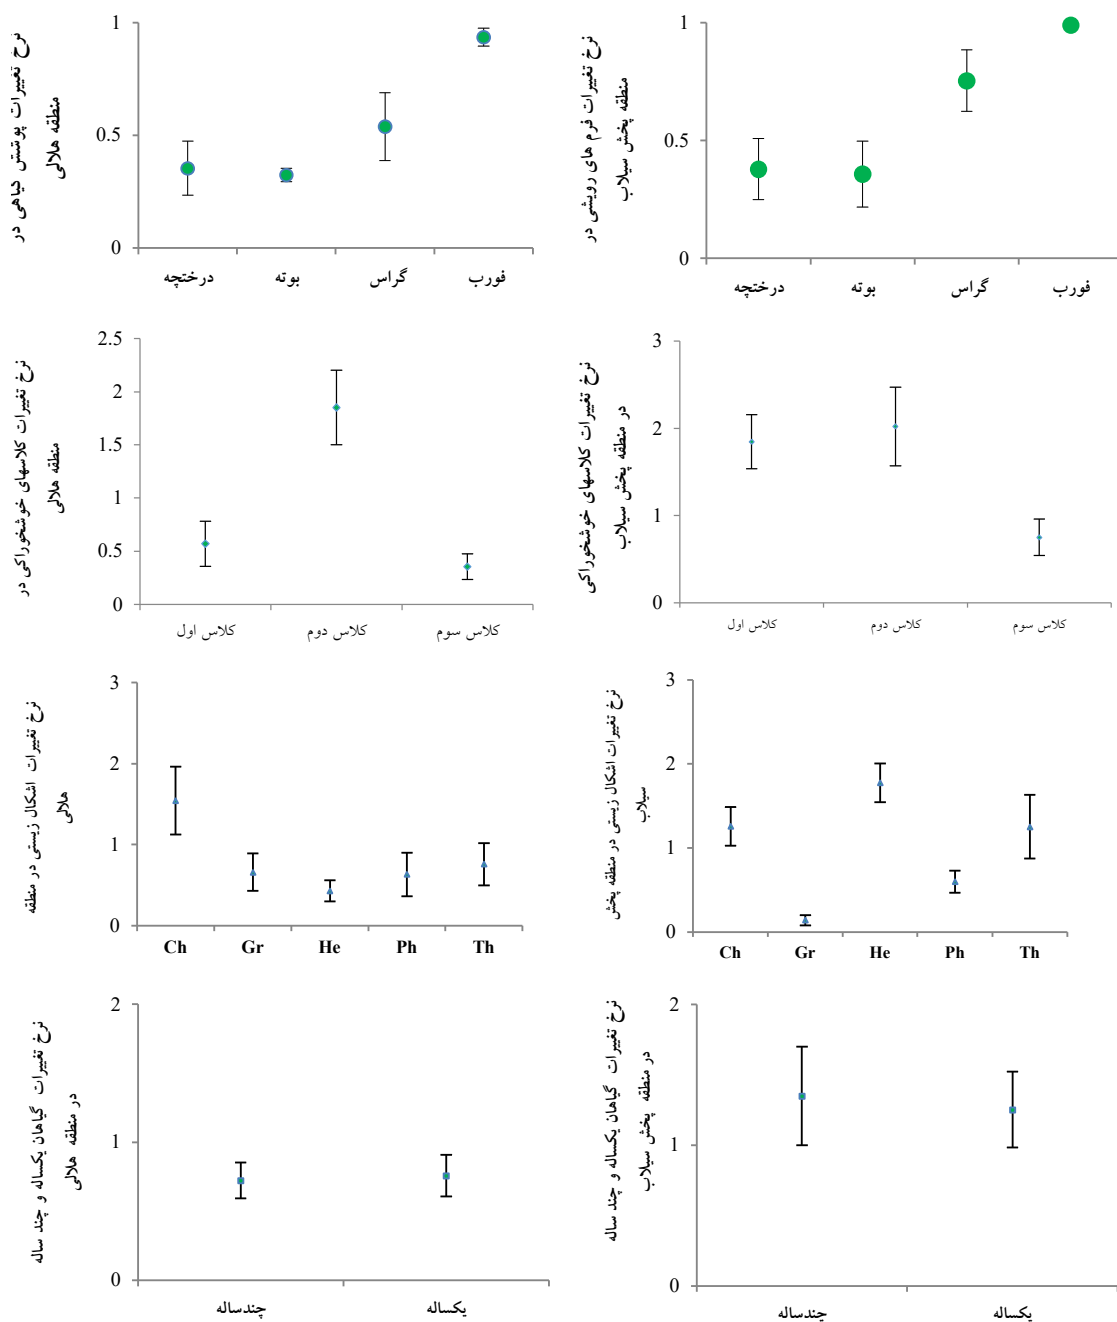 نرخ تغییرات پوشش گیاهی در
منطقه هلالی
1
0.5
0
درختچه
بوته
گراس
فورب
نرخ تغییرات فرم های رویشی در
منطقه پخش سیلاب
1
0.5
0
درختچه
بوته
گراس
فورب
نرخ تغییرات کلاسهای خوشخوراکی در
منطقه هلالی
2.5
2
1.5
1
0.5
0
کلاس اول
کلاس دوم
کلاس سوم
نرخ تغییرات کلاسهای خوشخوراکی
در منطقه پخش سیلاب
3
2
1
0
کلاس اول
کلاس دوم
کلاس سوم
نرخ تغییرات اشکال زیستی در منطقه
هلالی
3
2
1
0
Ch
Gr
He
Ph
Th
نرخ تغییرات اشکال زیستی در منطقه پخش
سیلاب
3
2
1
0
Ch
Gr
He
Ph
Th
نرخ تغییرات گیاهان یکساله و چند ساله
در منطقه هلالی
2
1
0
چندساله
یکساله
نرخ تغییرات گیاهان یکساله و چند ساله
در منطقه پخش سیلاب
2
1
0
چندساله
یکساله